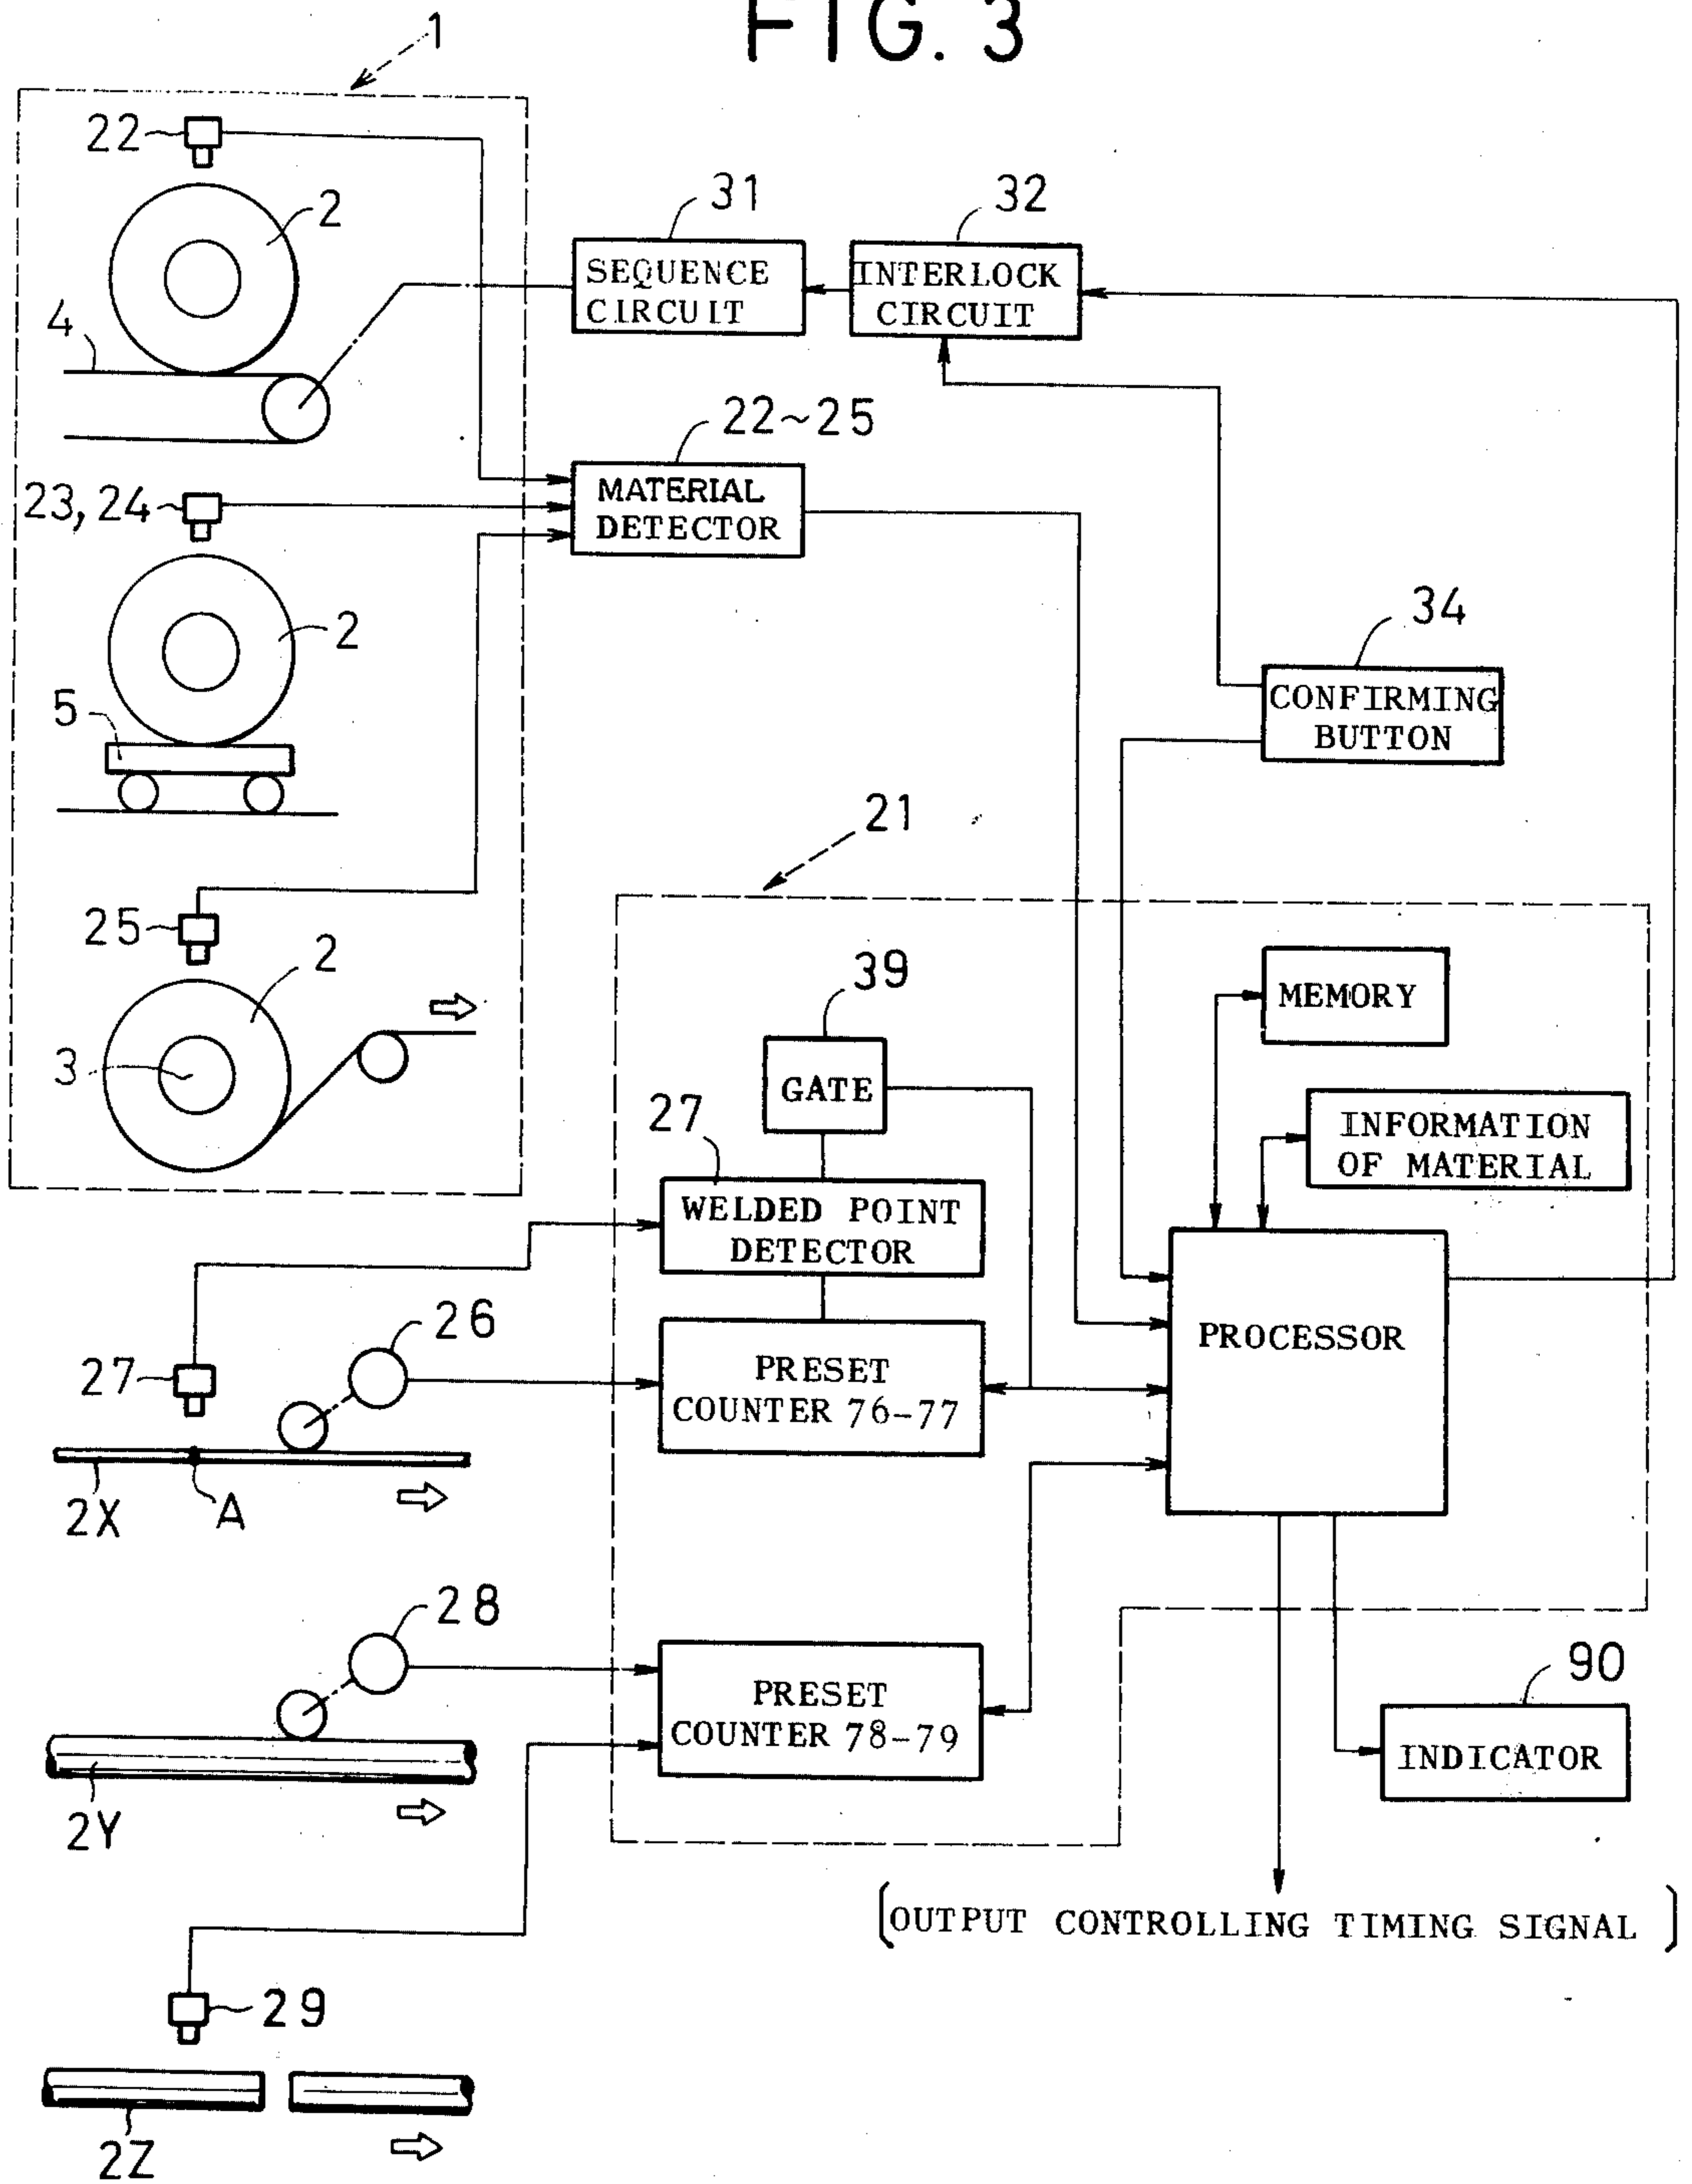 FIG. 3
1
22
2
31
32
SEQUENCE
CIRCUIT
INTERLOCK
CIRCUIT
4
22~25
MATERIAL
DETECTOR
23, 24
2
34
CONFIRMING
BUTTON
5
21
25
2
39
MEMORY
GATE
3
27
INFORMATION
OF MATERIAL
WELDED POINT
DETECTOR
26
27
PRESET
COUNTER 76-77
PROCESSOR
2X
A
28
90
PRESET
COUNTER 78-79
INDICATOR
2Y
[OUTPUT CONTROLLING TIMING SIGNAL]
29
2Z